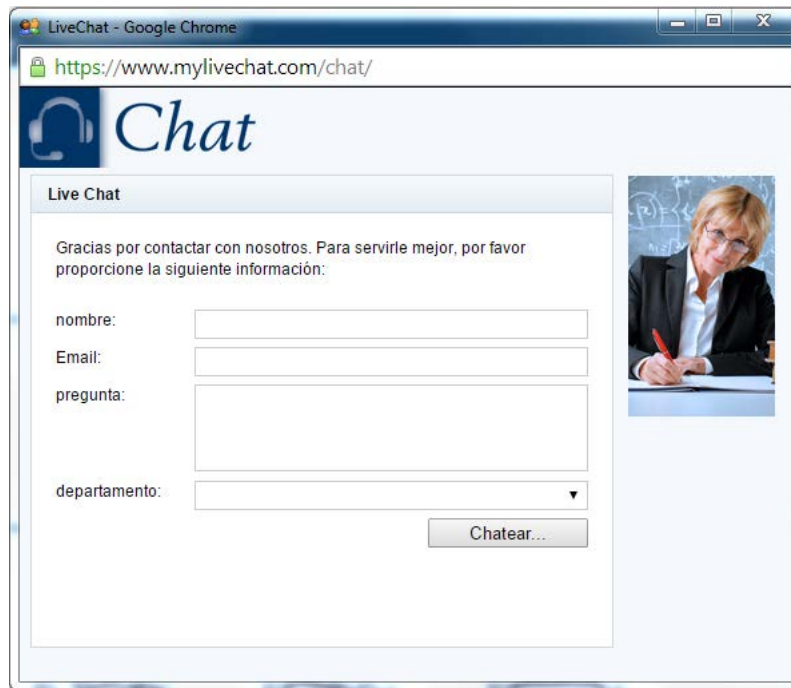 LiveChat - Google Chrome
https://www.mylivechat.com/chat/
Chat
Live Chat
Gracias por contactar con nosotros. Para servirle mejor, por favor
proporcione la siguiente información:
nombre:
Email:
pregunta:
departamento:
Chatear...